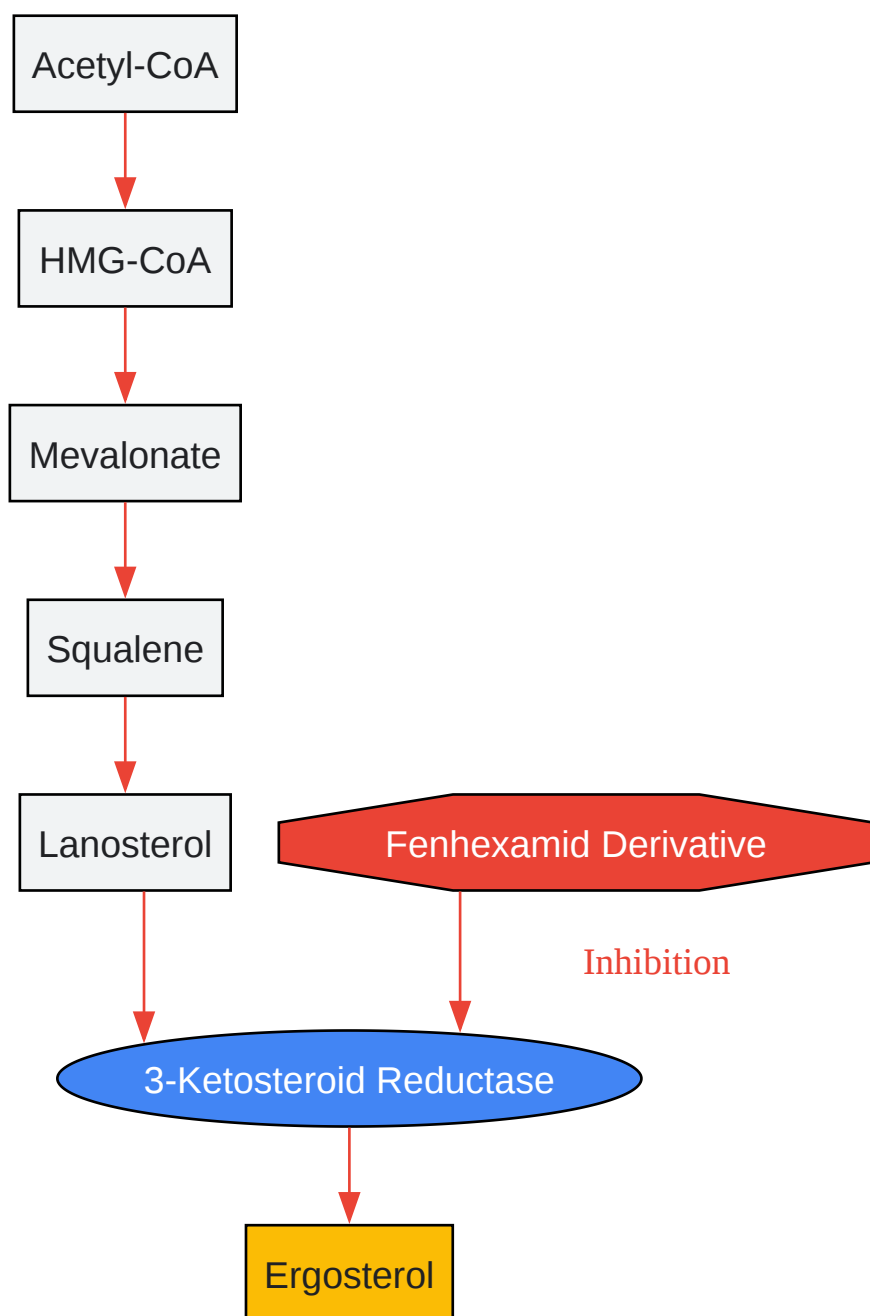 Acetyl-CoA
HMG-CoA
Mevalonate
Squalene
Lanosterol
Fenhexamid Derivative
Inhibition
3-Ketosteroid Reductase
Ergosterol